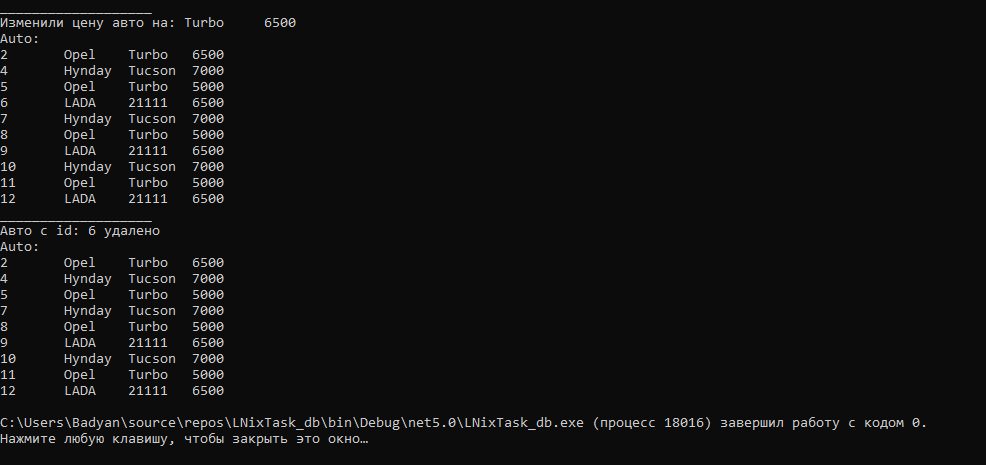 ___________________
Изменили цену авто на: Turbo     6500
Auto:
2       Opel    Turbo   6500
4       Hynday  Tucson  7000
5       Opel    Turbo   5000
6       LADA    21111   6500
7       Hynday  Tucson  7000
8       Opel    Turbo   5000
9       LADA    21111   6500
10      Hynday  Tucson  7000
11      Opel    Turbo   5000
12      LADA    21111   6500
___________________
Авто с id: 6 удалено
Auto:
2       Opel    Turbo   6500
4       Hynday  Tucson  7000
5       Opel    Turbo   5000
7       Hynday  Tucson  7000
8       Opel    Turbo   5000
9       LADA    21111   6500
10      Hynday  Tucson  7000
11      Opel    Turbo   5000
12      LADA    21111   6500
C:\Users\Badyan\source\repos\LNixTask_db\bin\Debug\net5.0\LNixTask_db.exe (процесс 18016) завершил работу с кодом 0.
Нажмите любую клавишу, чтобы закрыть это окно…